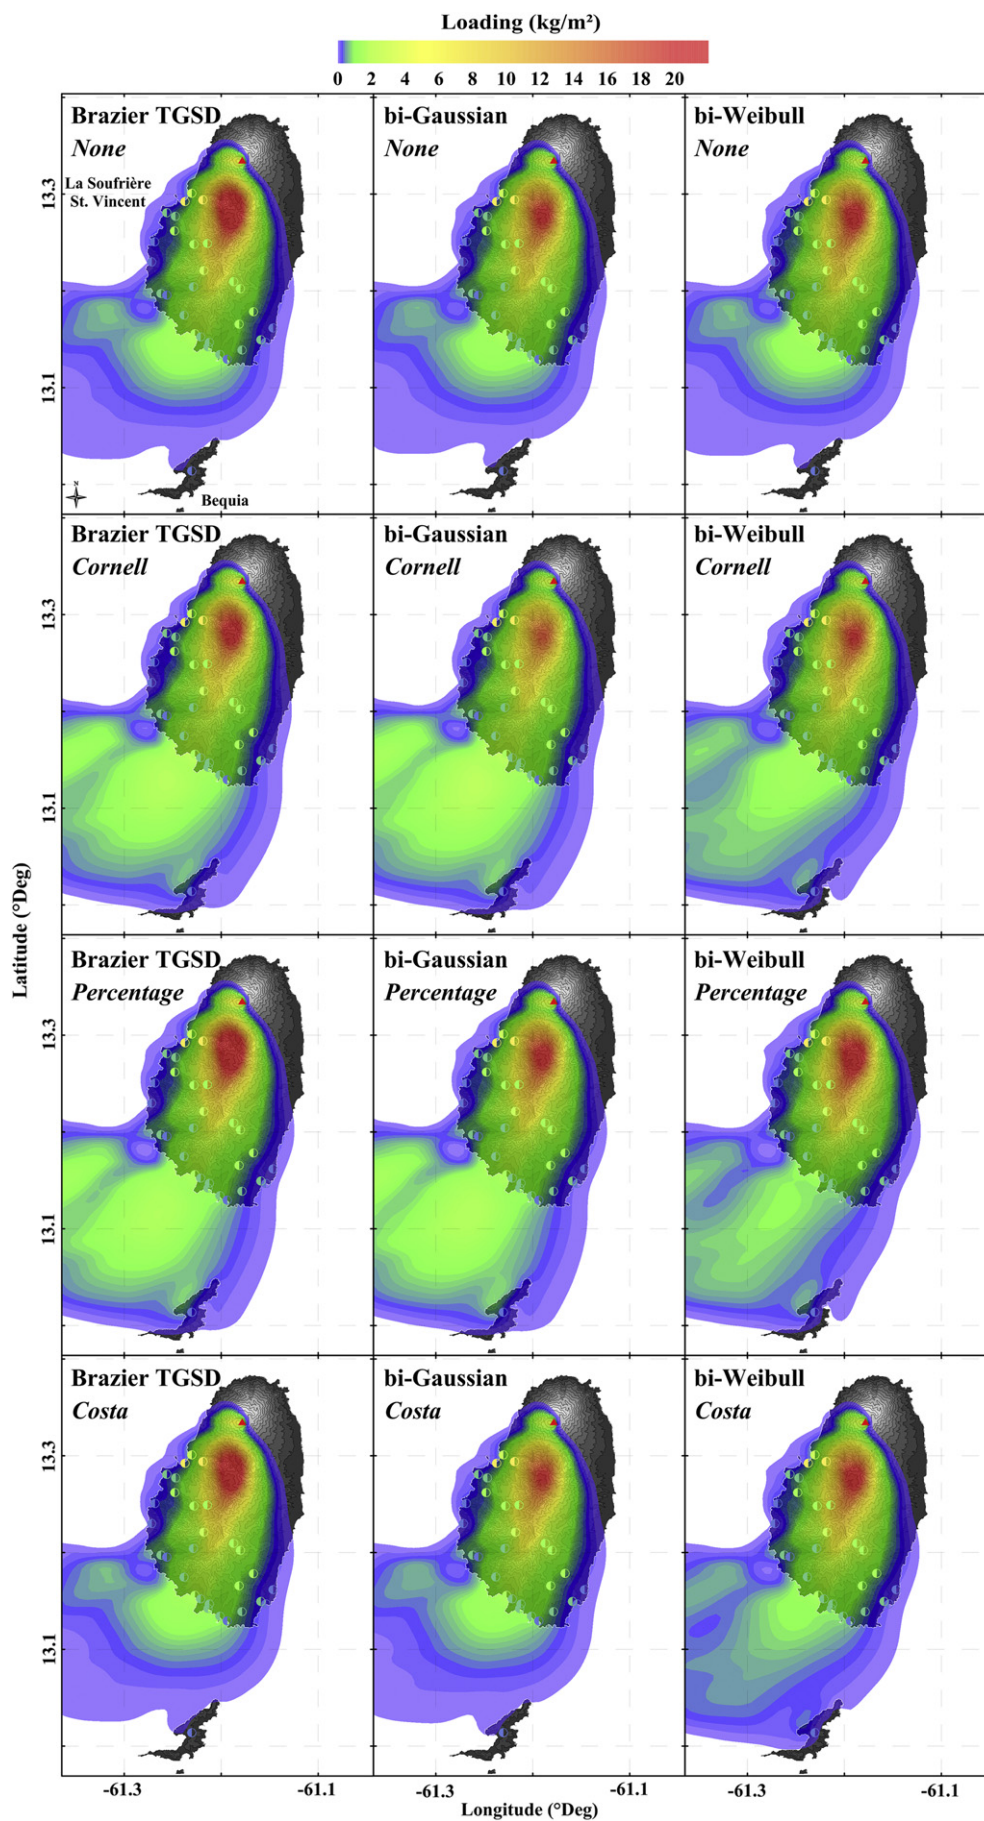 Loading (kg/m²)
0 2 4 6 8 10 12 14 16 18 20
Brazier TGSD
None
La Soufrière
St. Vincent
bi-Gaussian
None
bi-Weibull
None
13.3
13.1
N
Bequia
Brazier TGSD
Cornell
bi-Gaussian
Cornell
bi-Weibull
Cornell
13.3
13.1
Latitude (°Deg)
Brazier TGSD
Percentage
bi-Gaussian
Percentage
bi-Weibull
Percentage
13.3
13.1
Brazier TGSD
Costa
bi-Gaussian
Costa
bi-Weibull
Costa
13.3
13.1
-61.3 -61.1 -61.3 -61.1 -61.3 -61.1
Longitude (°Deg)